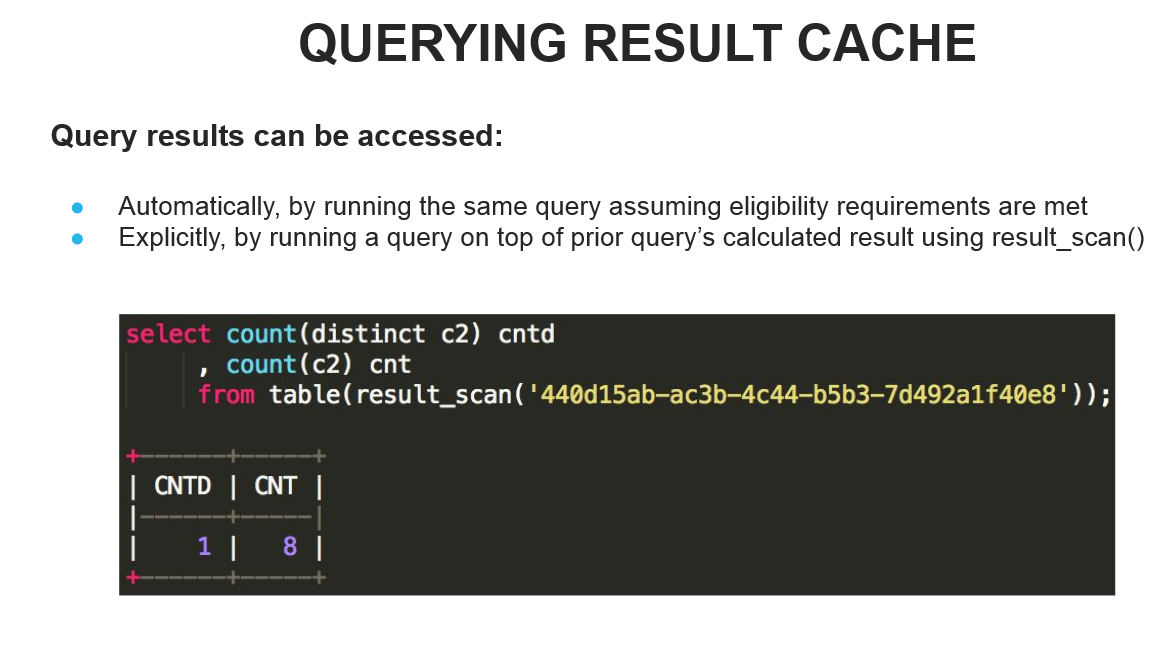 QUERYING RESULT CACHE
Query results can be accessed:
● Automatically, by running the same query assuming eligibility requirements are met
● Explicitly, by running a query on top of prior query’s calculated result using result_scan()
select count(distinct c2) cntd
, count(c2) cnt
from table(result_scan('440d15ab-ac3b-4c44-b5b3-7d492a1f40e8'));
+------+-----+
| CNTD | CNT |
|------+-----|
| 1 | 8 |
+------+-----+